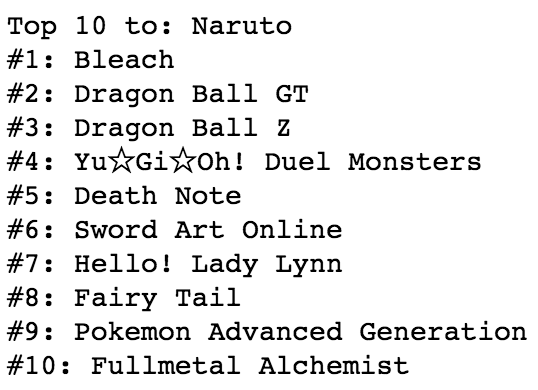 Top 10 to: Naruto
#1: Bleach
#2: Dragon Ball GT
#3: Dragon Ball Z
#4: Yu☆Gi☆Oh! Duel Monsters
#5: Death Note
#6: Sword Art Online
#7: Hello! Lady Lynn
#8: Fairy Tail
#9: Pokemon Advanced Generation
#10: Fullmetal Alchemist